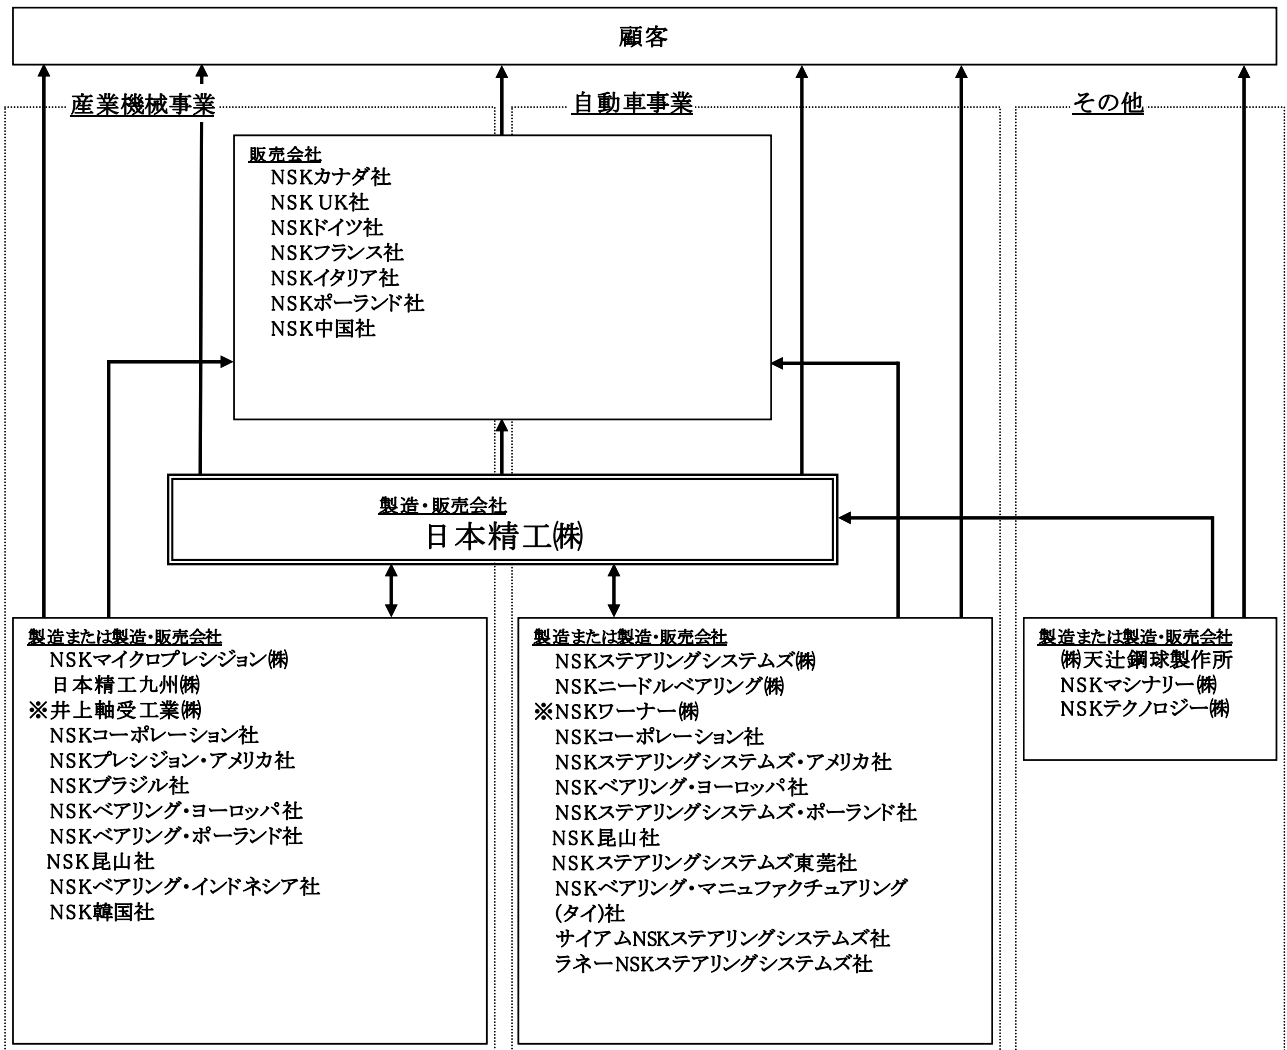 顧客
産業機械事業
自動車事業
その他
販売会社
NSKカナダ社
NSK UK社
NSKドイツ社
NSKフランス社
NSKイタリア社
NSKポーランド社
NSK中国社
製造・販売会社
日本精工㈱
製造または製造・販売会社
NSKマイクロプレシジョン㈱
日本精工九州㈱
※井上軸受工業㈱
NSKコーポレーション社
NSKプレシジョン・アメリカ社
NSKブラジル社
NSKベアリング・ヨーロッパ社
NSKベアリング・ポーランド社
NSK昆山社
NSKベアリング・インドネシア社
NSK韓国社
製造または製造・販売会社
NSKステアリングシステムズ㈱
NSKニードルベアリング㈱
※NSKワーナー㈱
NSKコーポレーション社
NSKステアリングシステムズ・アメリカ社
NSKベアリング・ヨーロッパ社
NSKステアリングシステムズ・ポーランド社
NSK昆山社
NSKステアリングシステムズ東莞社
NSKベアリング・マニュファクチュアリング
(タイ)社
サイアムNSKステアリングシステムズ社
ラネーNSKステアリングシステムズ社
製造または製造・販売会社
㈱天辻鋼球製作所
NSKマシナリー㈱
NSKテクノロジー㈱